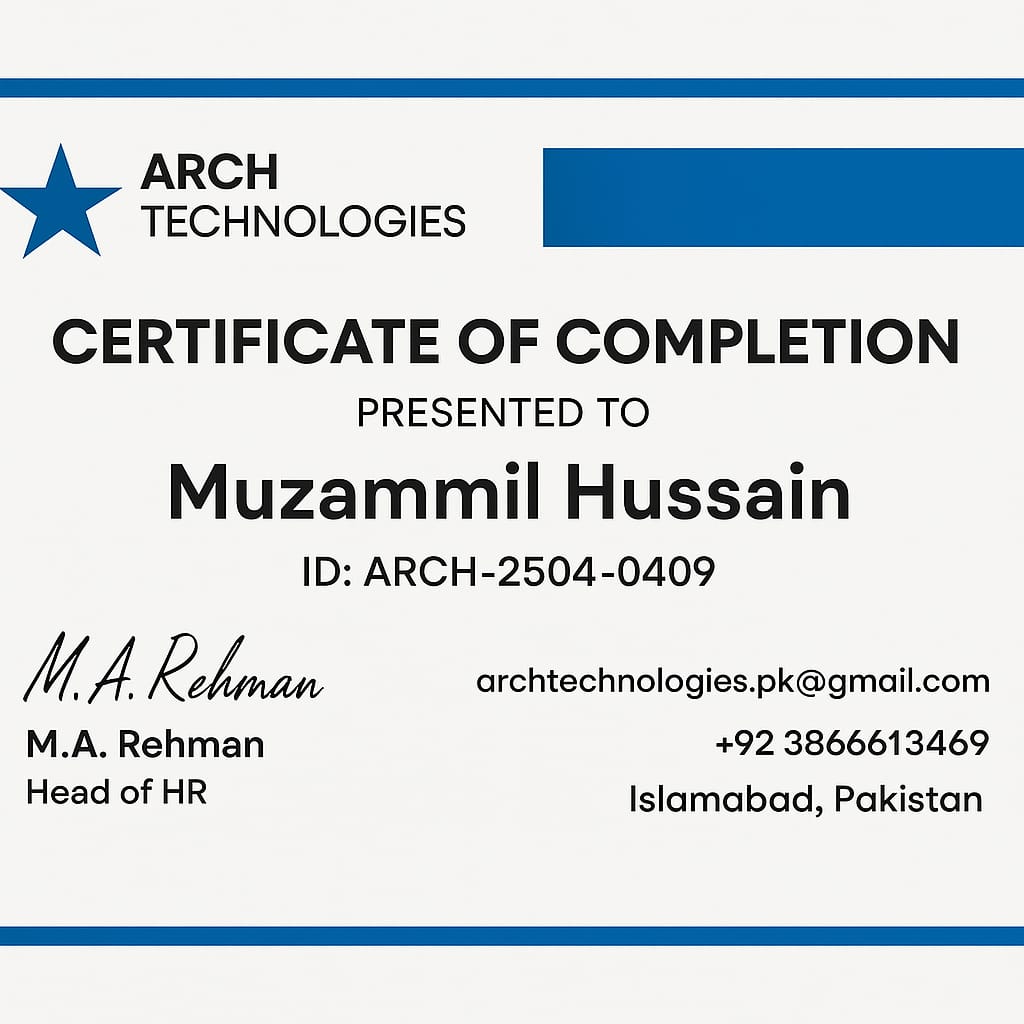 ARCH
TECHNOLOGIES
CERTIFICATE OF COMPLETION
PRESENTED TO
Muzammil Hussain
ID: ARCH-2504-0409
M.A. Rehman
M.A. Rehman
Head of HR
archtechnologies.pk@gmail.com
+92 3866613469
Islamabad, Pakistan